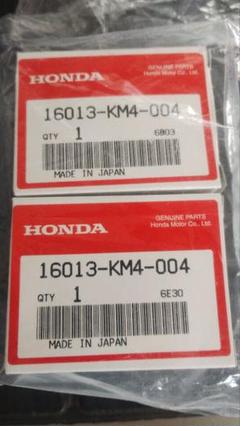 HONDA
GENUINE PARTS
Honda Motor Co., Ltd.
16013-KM4-004
QTY 1 6803
MADE IN JAPAN
HONDA
GENUINE PARTS
Honda Motor Co., Ltd.
16013-KM4-004
QTY 1 6E30
MADE IN JAPAN